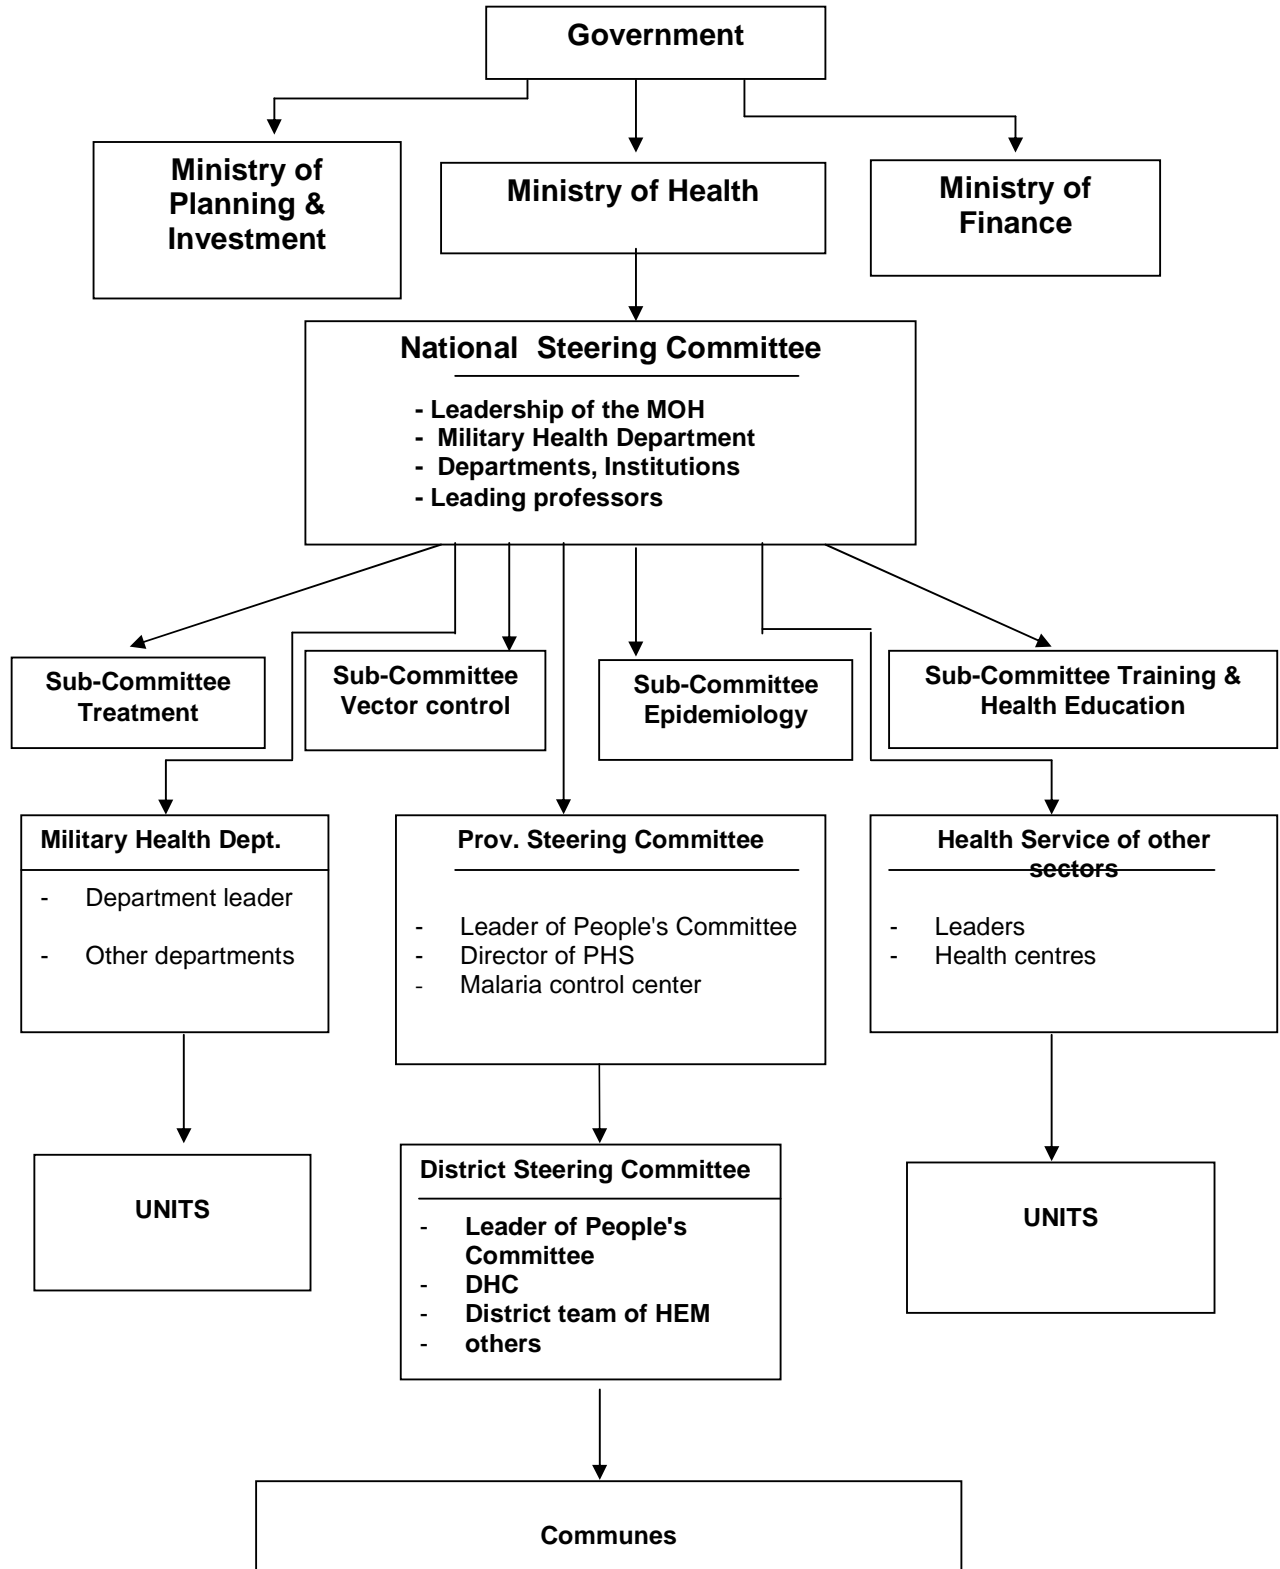 Government
Ministry of
Planning &
Investment
Ministry of Health
Ministry of
Finance
National  Steering Committee
- Leadership of the MOH
-  Military Health Department
-  Departments, Institutions
- Leading professors
Sub-Committee
Treatment
Sub-Committee
Vector control
Sub-Committee
Epidemiology
Sub-Committee Training &
Health Education
Military Health Dept.
- Department leader
- Other departments
Prov. Steering Committee
- Leader of People's Committee
- Director of PHS
- Malaria control center
Health Service of other
sectors
- Leaders
- Health centres
UNITS
District Steering Committee
- Leader of People's
Committee
- DHC
- District team of HEM
- others
UNITS
Communes